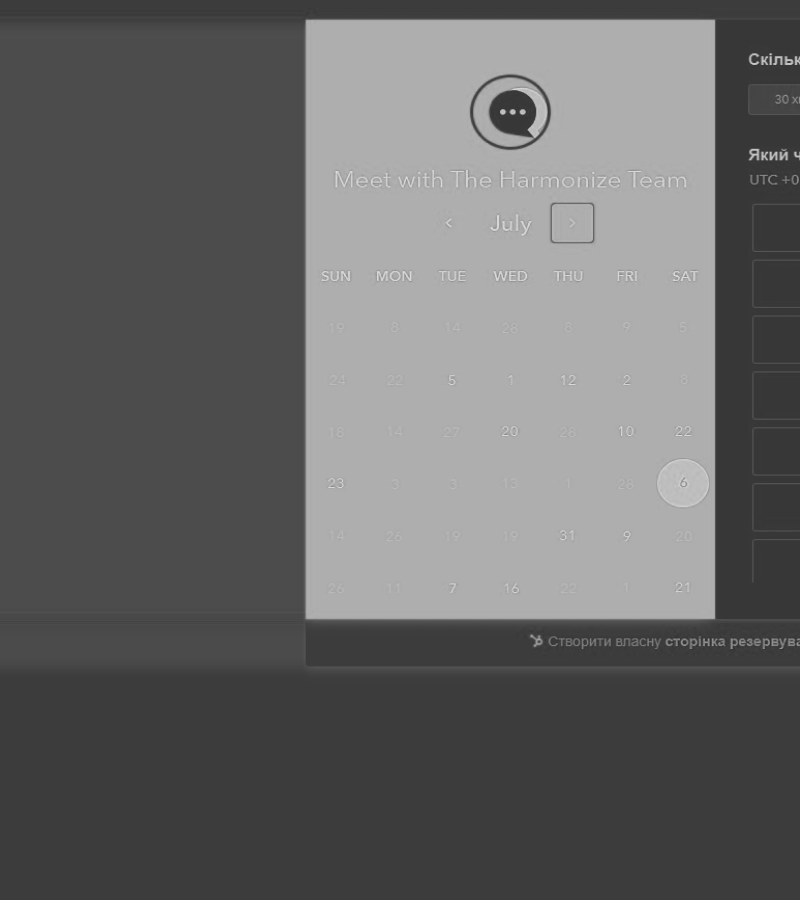 Meet with The Harmonize Team
< July >
SUN MON TUE WED THU FRI SAT
19 8 14 26 5 9 5
24 22 5 1 12 2 8
18 14 27 20 28 10 22
23 3 3 13 1 28 6
14 26 19 19 31 9 20
26 11 7 16 22 1 21
Скільк
30 х
Який ч
UTC +0
Створити власну сторінка резервува